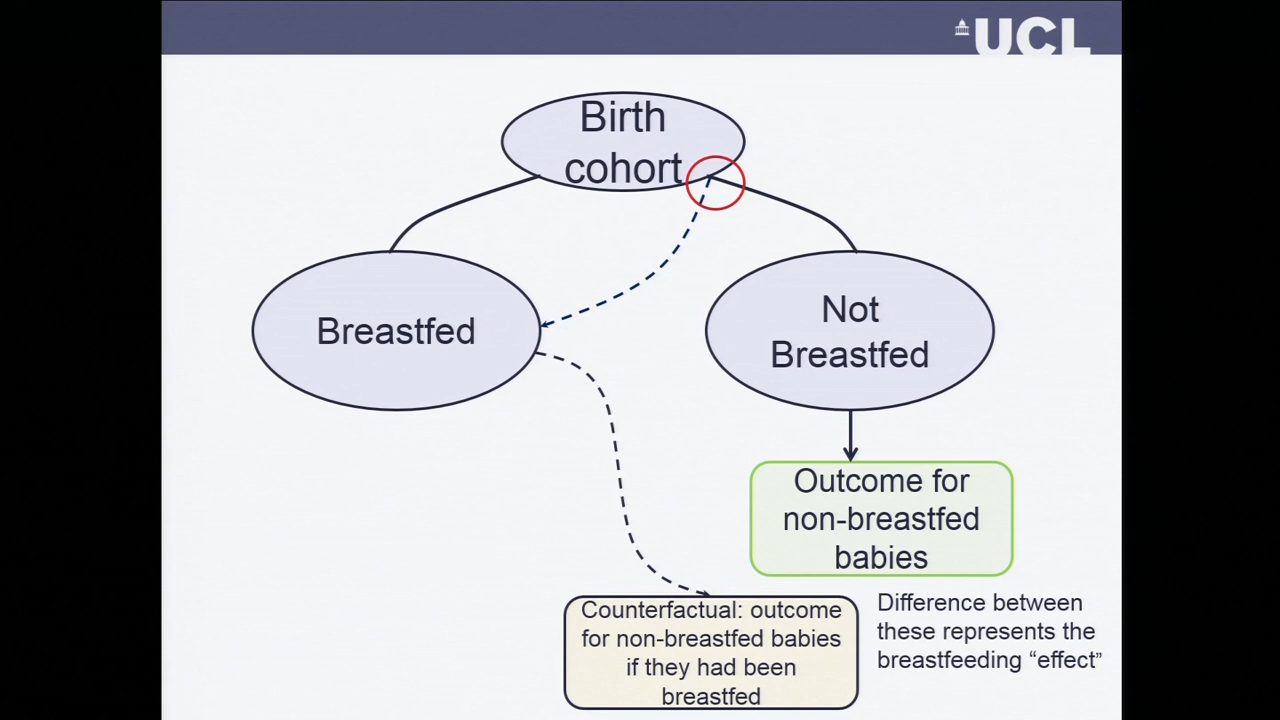 UCL
Birth
cohort
Breastfed
Not
Breastfed
Outcome for
non-breastfed
babies
Counterfactual: outcome
for non-breastfed babies
if they had been
breastfed
Difference between
these represents the
breastfeeding “effect”